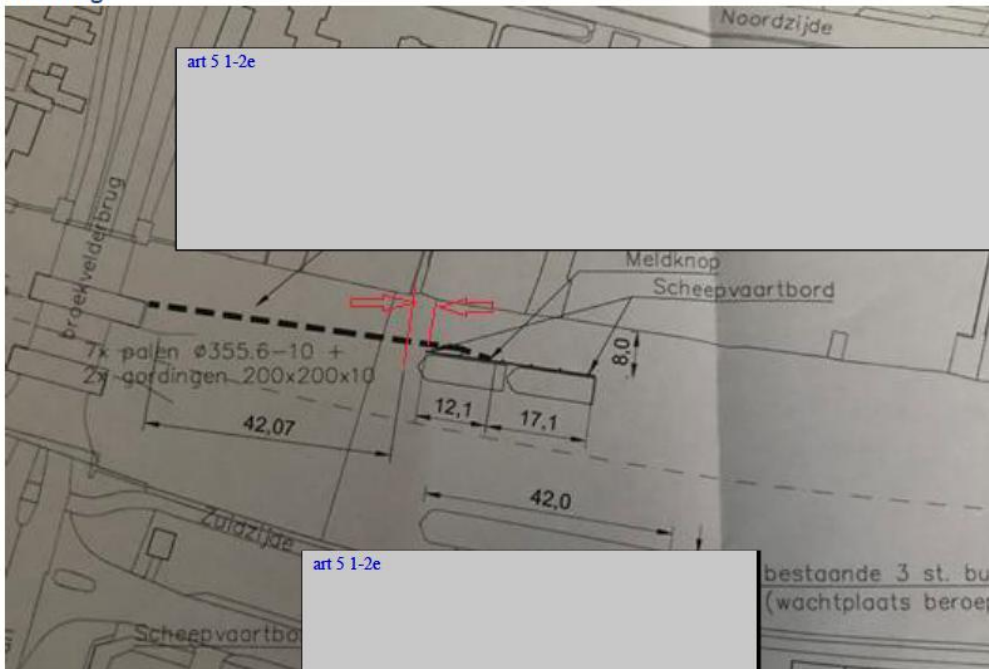 Noordzijde
art 5 1-2e
broekvelderbrug
Meldknop
Scheepvaartbord
7x palen ø355.6-10 +
2x gordingen 200x200x10
8.0
12,1
17.1
42,07
42,0
Zuidzijde
art 5 1-2e
bestaande 3 st. bu
(wachtplaats beroep
Scheepvaartbo